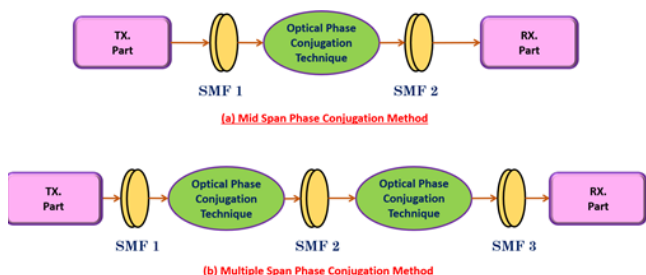 TX.
Part
Optical Phase
Conjugation
Technique
RX.
Part
SMF 1
SMF 2
(a) Mid Span Phase Conjugation Method
TX.
Part
Optical Phase
Conjugation
Technique
Optical Phase
Conjugation
Technique
RX.
Part
SMF 1
SMF 2
SMF 3
(b) Multiple Span Phase Conjugation Method